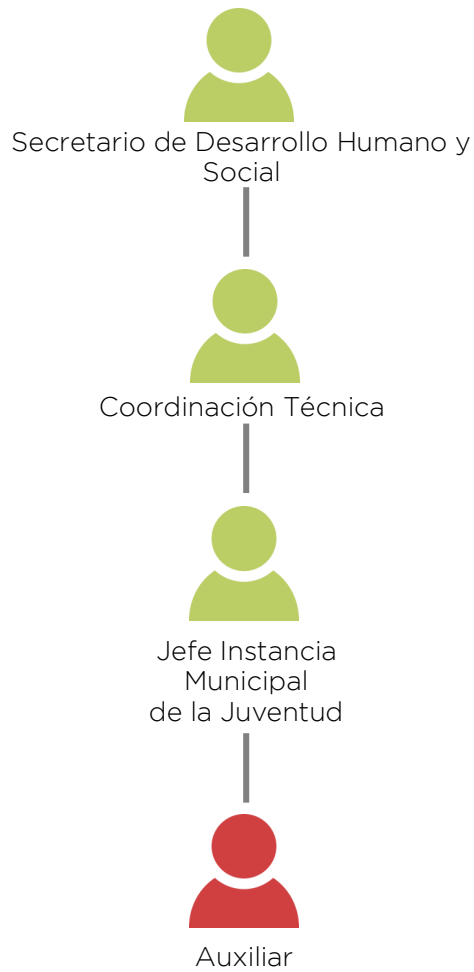 Secretario de Desarrollo Humano y
Social
Coordinación Técnica
Jefe Instancia
Municipal
de la Juventud
Auxiliar